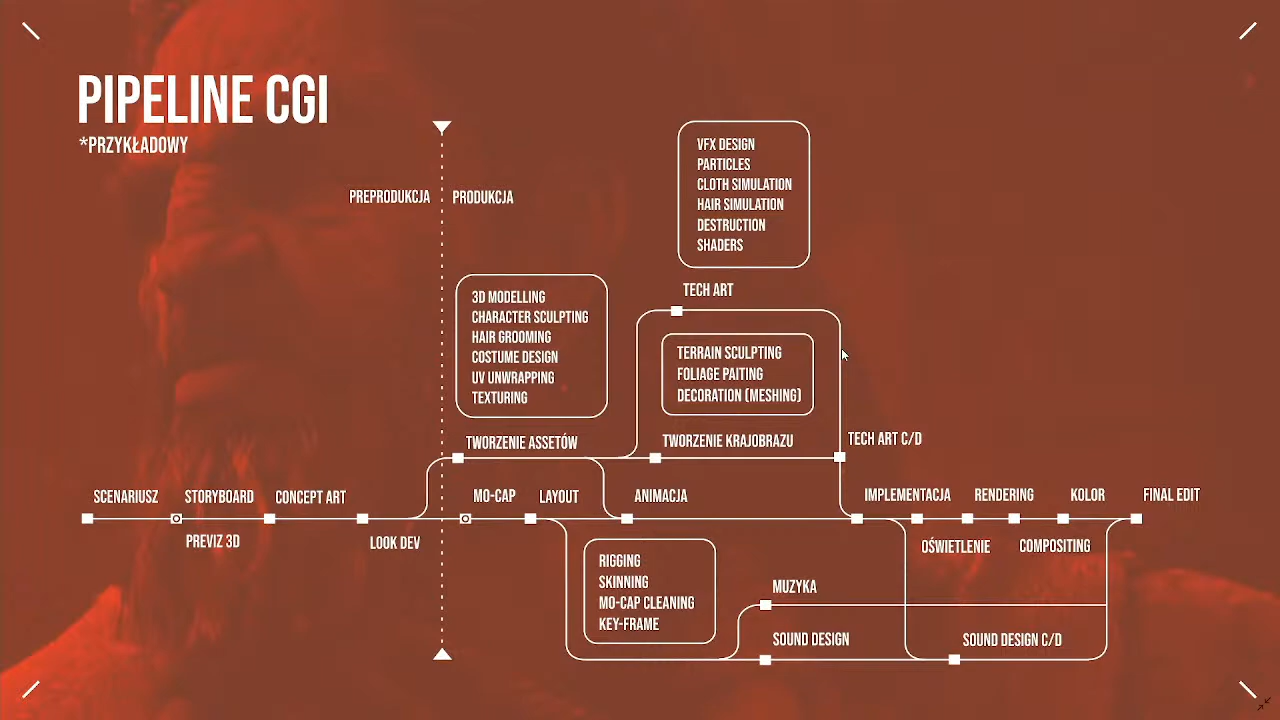 PIPELINE CGI
*PRZYKŁADOWY
PREPRODUKCJA
PRODUKCJA
VFX DESIGN
PARTICLES
CLOTH SIMULATION
HAIR SIMULATION
DESTRUCTION
SHADERS
TECH ART
3D MODELLING
CHARACTER SCULPTING
HAIR GROOMING
COSTUME DESIGN
UV UNWRAPPING
TEXTURING
TERRAIN SCULPTING
FOLIAGE PAITING
DECORATION (MESHING)
TWORZENIE ASSETÓW
TWORZENIE KRAJOBRAZU
TECH ART C/D
SCENARIUSZ
STORYBOARD
CONCEPT ART
MO-CAP
LAYOUT
ANIMACJA
IMPLEMENTACJA
RENDERING
KOLOR
FINAL EDIT
PREVIZ 3D
LOOK DEV
OŚWIETLENIE
COMPOSITING
RIGGING
SKINNING
MO-CAP CLEANING
KEY-FRAME
MUZYKA
SOUND DESIGN
SOUND DESIGN C/D